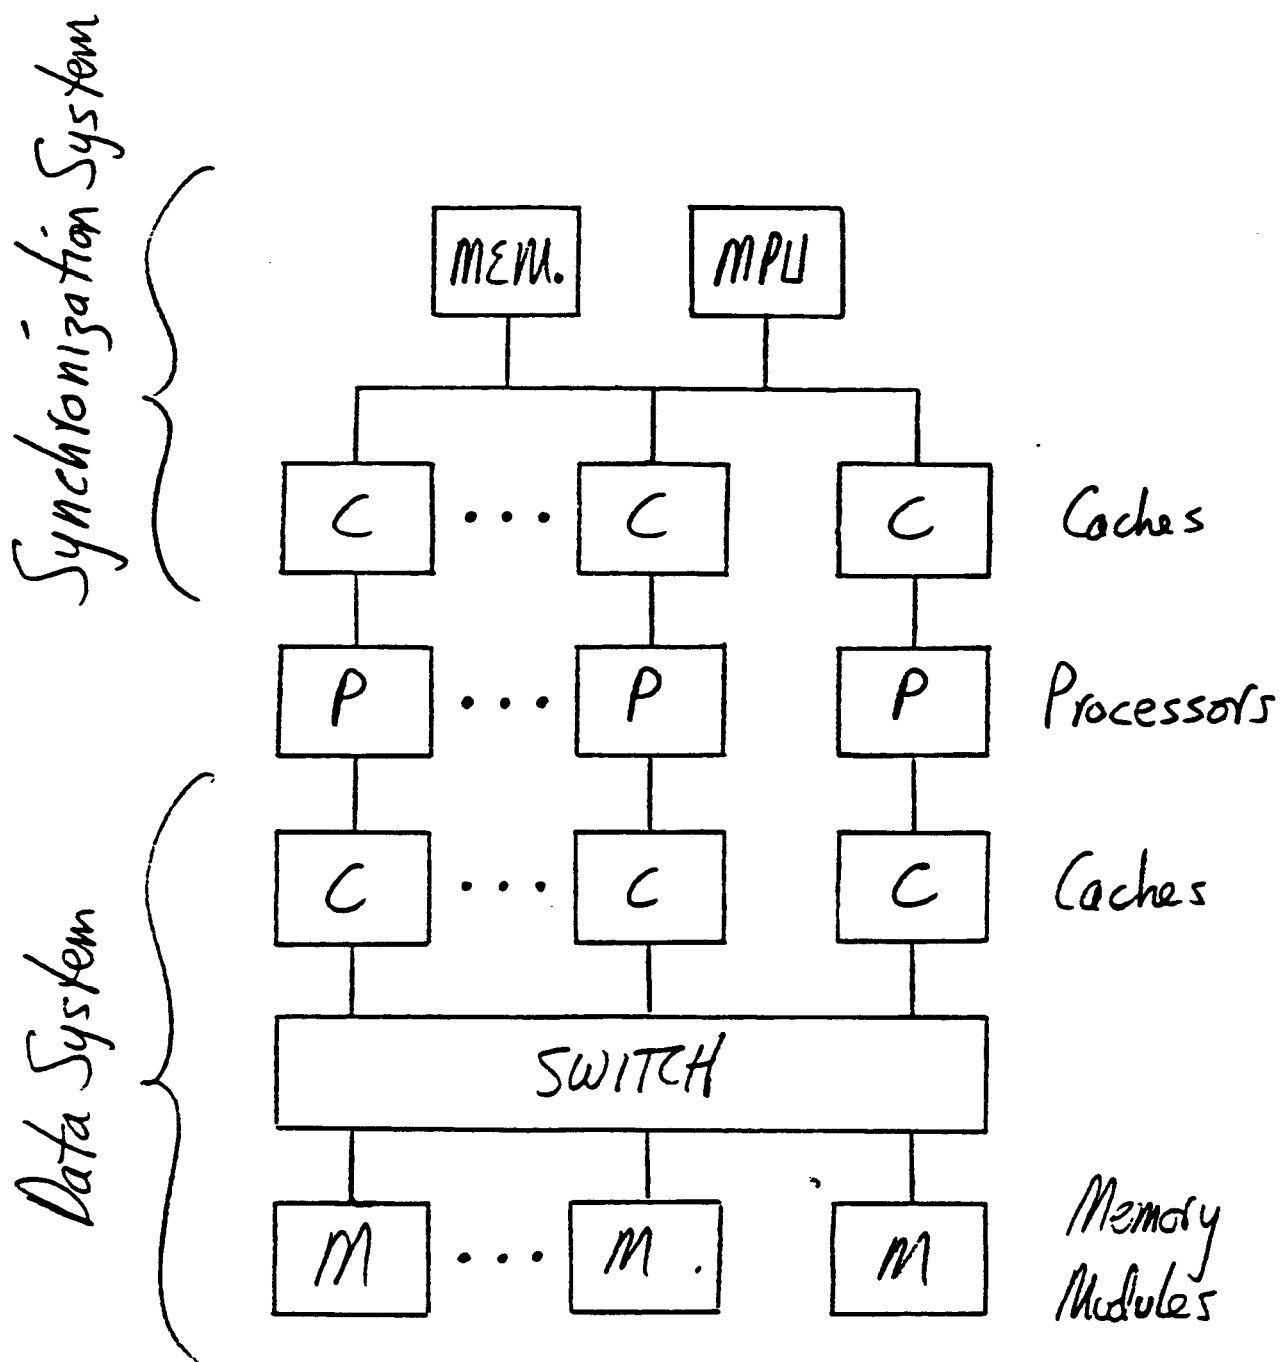 Synchronization System
MEM. MPU
C ... C C Caches
P ... P P Processors
C ... C C Caches
Data System
SWITCH
M ... M . M Memory
Modules